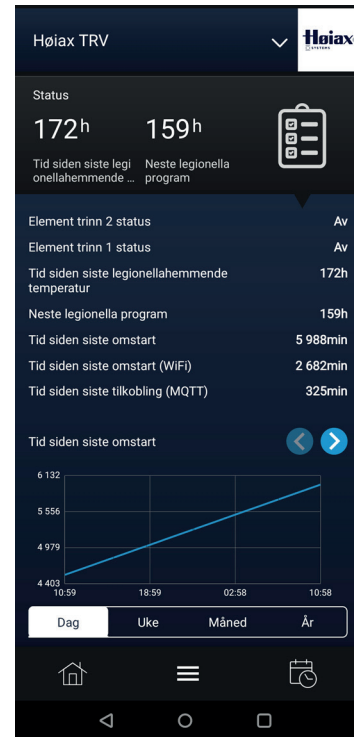 Høiax TRV
Høiax
SYSTEMS
Status
172h
159h
Tid siden siste legi
onellahemmende ...
Neste legionella
program
Element trinn 2 status Av
Element trinn 1 status Av
Tid siden siste legionellahemmende 172h
temperatur
Neste legionella program 159h
Tid siden siste omstart 5 988min
Tid siden siste omstart (WiFi) 2 682min
Tid siden siste tilkobling (MQTT) 325min
Tid siden siste omstart
6 132
5 556
4 979
4 403
10:59 18:59 02:58 10:58
Dag Uke Måned År